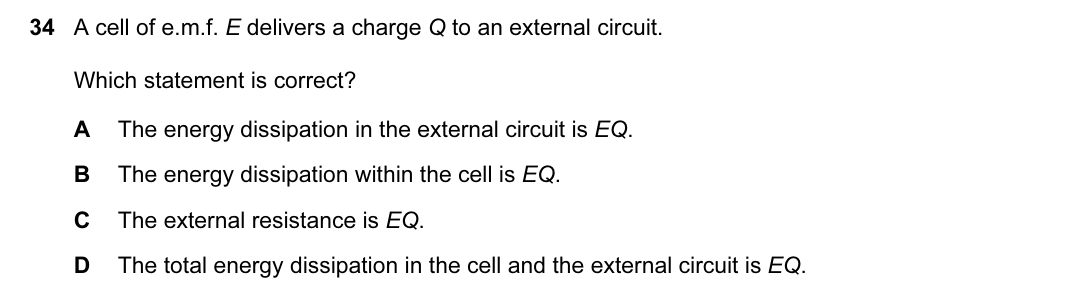 34 A cell of e.m.f. E delivers a charge Q to an external circuit.
Which statement is correct?
A The energy dissipation in the external circuit is EQ.
B The energy dissipation within the cell is EQ.
C The external resistance is EQ.
D The total energy dissipation in the cell and the external circuit is EQ.